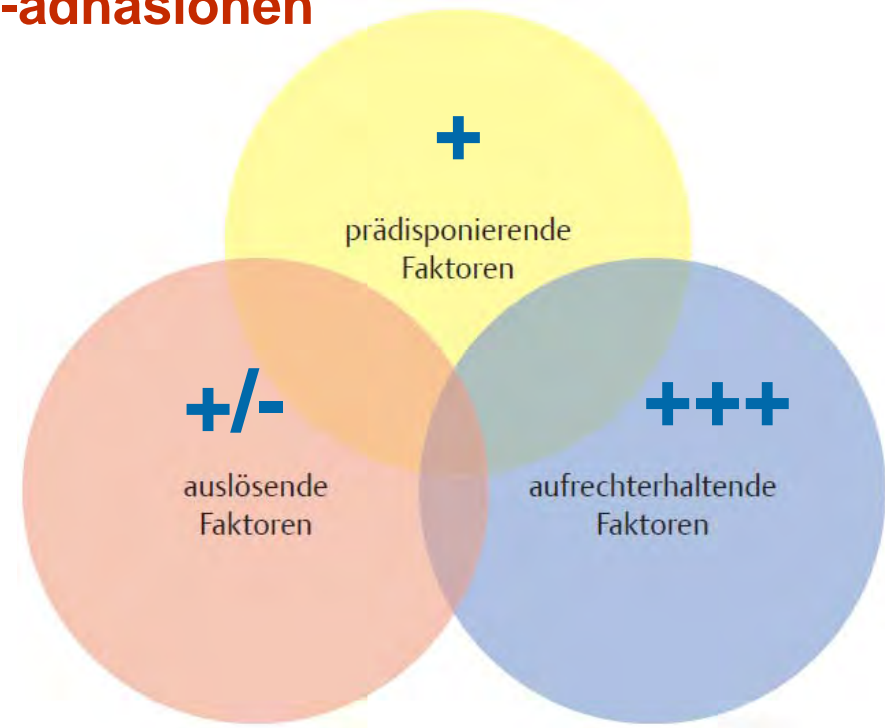 -adhäsionen
+
prädisponierende
Faktoren
+/-
+++
auslösende
Faktoren
aufrechterhaltende
Faktoren